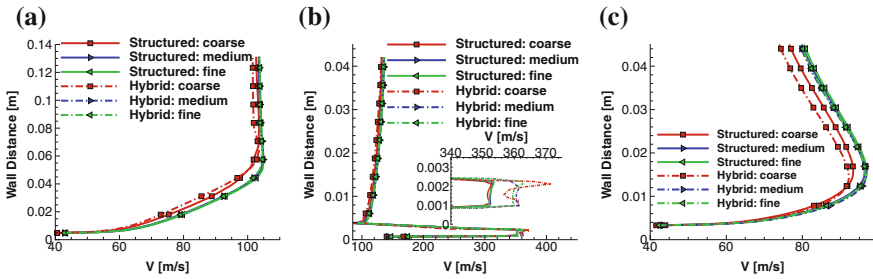 (a)
0.14
0.12
0.1
0.08
0.06
0.04
0.02
0
Wall Distance [m]
Structured: coarse
Structured: medium
Structured: fine
Hybrid: coarse
Hybrid: medium
Hybrid: fine
40
60
80
100
V [m/s]
(b)
0.04
0.03
0.02
0.01
0
Wall Distance [m]
Structured: coarse
Structured: medium
Structured: fine
Hybrid: coarse
Hybrid: medium
Hybrid: fine
V [m/s]
340
350
360
370
0.003
0.002
0.001
0.000
100
200
300
400
V [m/s]
(c)
0.04
0.03
0.02
0.01
0
Wall Distance [m]
Structured: coarse
Structured: medium
Structured: fine
Hybrid: coarse
Hybrid: medium
Hybrid: fine
40
60
80
V [m/s]